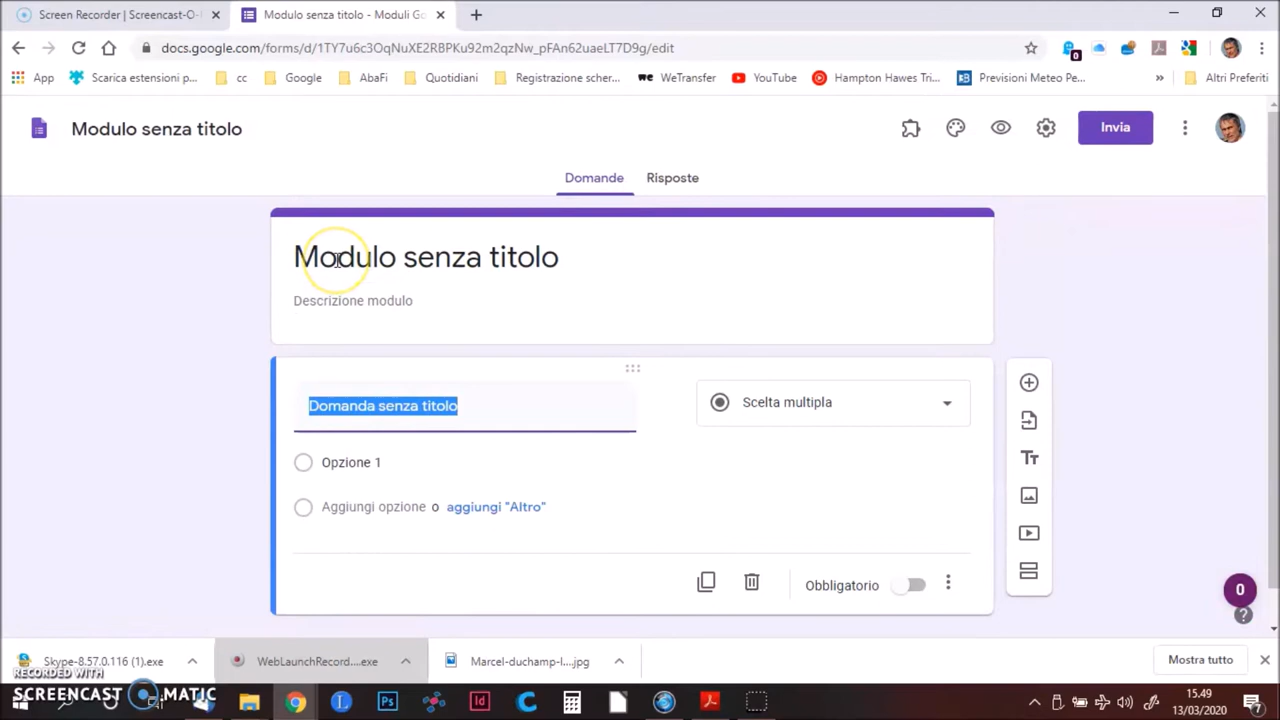 Screen Recorder | Screencast-O-
Modulo senza titolo - Moduli Go
docs.google.com/forms/d/1TY7u6c3OqNuXE2RBPKu92m2qzNw_pFAn62uaeLT7D9g/edit
0
App
Scarica estensioni p...
cc
Google
AbaFi
Quotidiani
Registrazione scher...
WeTransfer
YouTube
Hampton Hawes Tri...
Previsioni Meteo Pe...
»
Altri Preferiti
Modulo senza titolo
Invia
Domande
Risposte
Modulo senza titolo
Descrizione modulo
Domanda senza titolo
Scelta multipla
Opzione 1
Aggiungi opzione o aggiungi "Altro"
Obbligatorio
0
Skype-8.57.0.116 (1).exe
WebLaunchRecord....exe
Marcel-duchamp-l....jpg
Mostra tutto
RECORDED WITH
SCREENCAST MATIC
15.49
13/03/2020
7